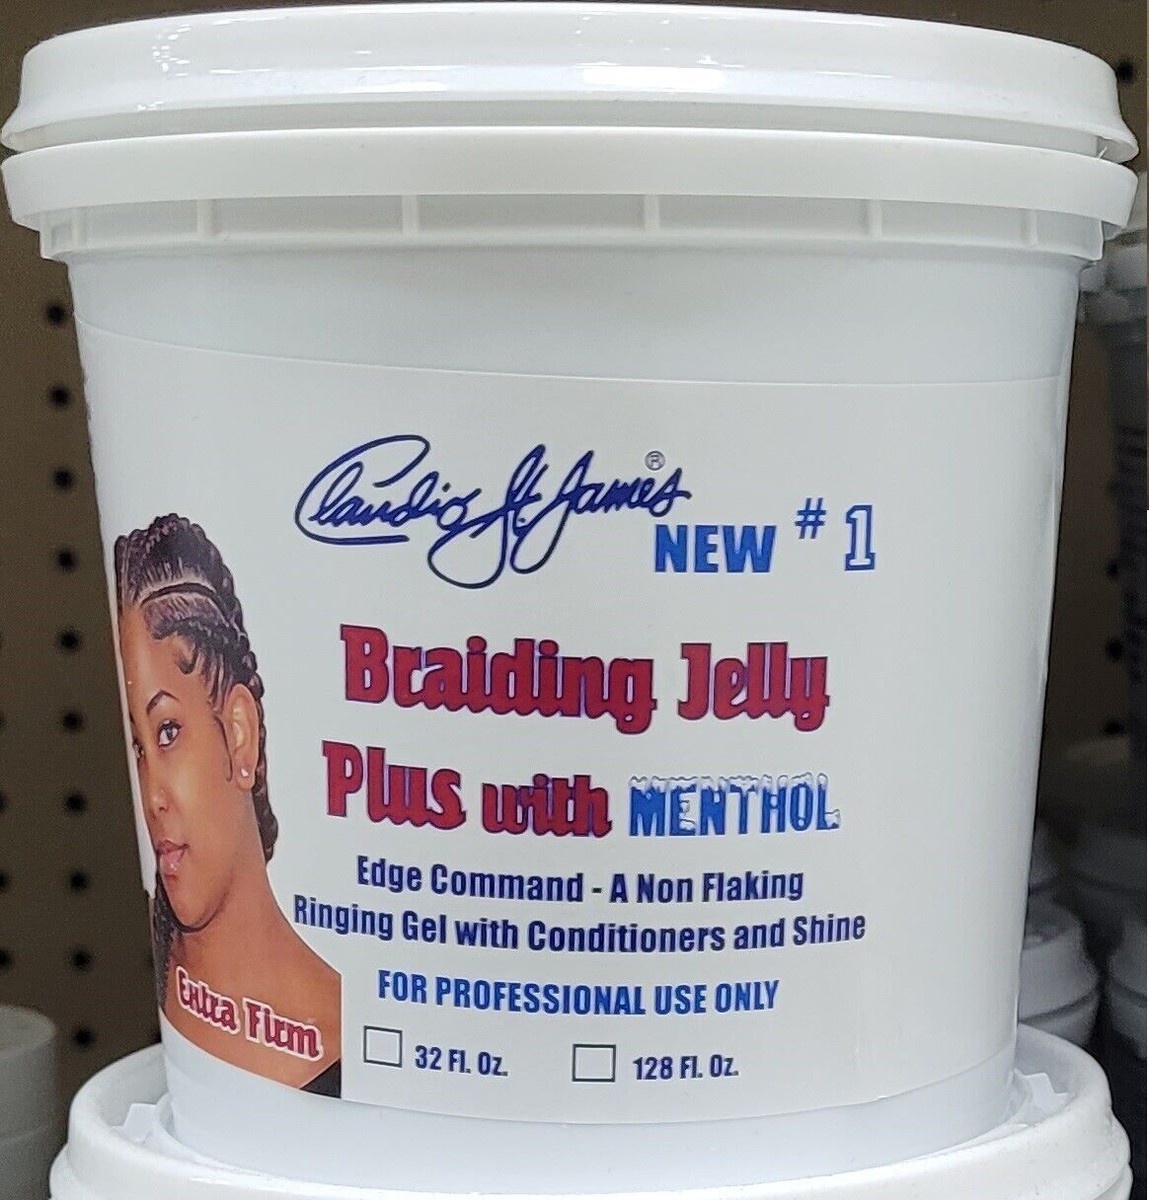 Claudia St. James ®
NEW # 1
Braiding Jelly
Plus with MENTHOL
Edge Command - A Non Flaking
Ringing Gel with Conditioners and Shine
FOR PROFESSIONAL USE ONLY
Extra Firm
32 Fl. Oz. 128 Fl. Oz.